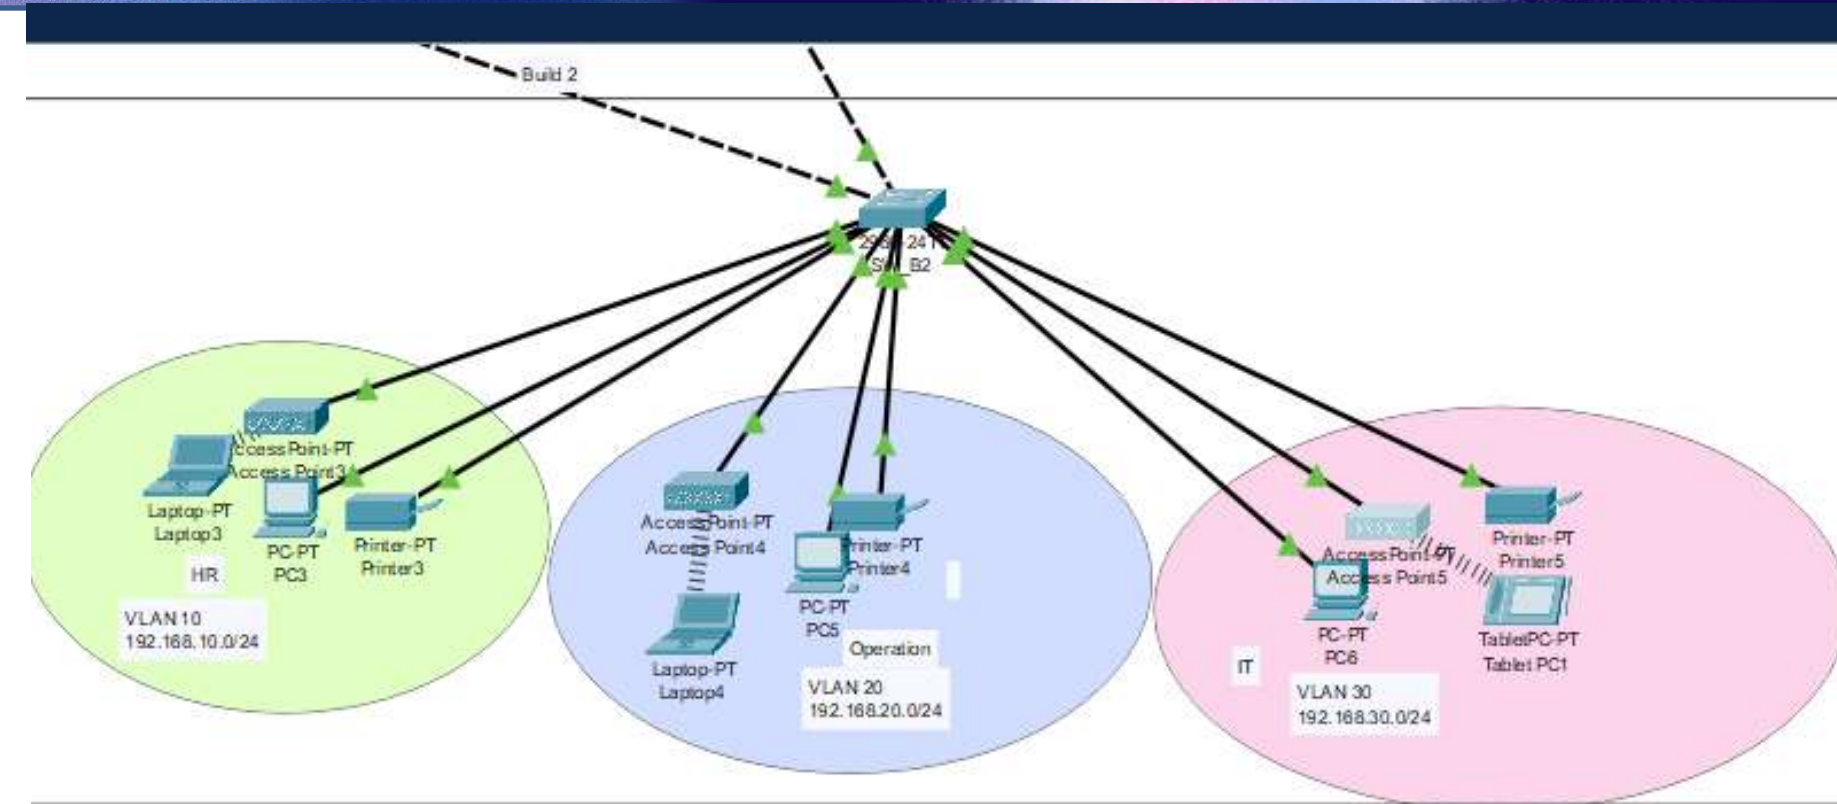 Build 2
SW_B2
AccessPoint-PT
Access Point3
Laptop-PT
Laptop3
PC-PT
PC3
Printer-PT
Printer3
HR
VLAN 10
192.168.10.0/24
AccessPoint-PT
Access Point4
Printer-PT
Printer4
PC-PT
PC5
Laptop-PT
Laptop4
Operation
VLAN 20
192.168.20.0/24
AccessPoint-PT
Access Point5
Printer-PT
Printer5
PC-PT
PC6
TabletPC-PT
Tablet PC1
IT
VLAN 30
192.168.30.0/24